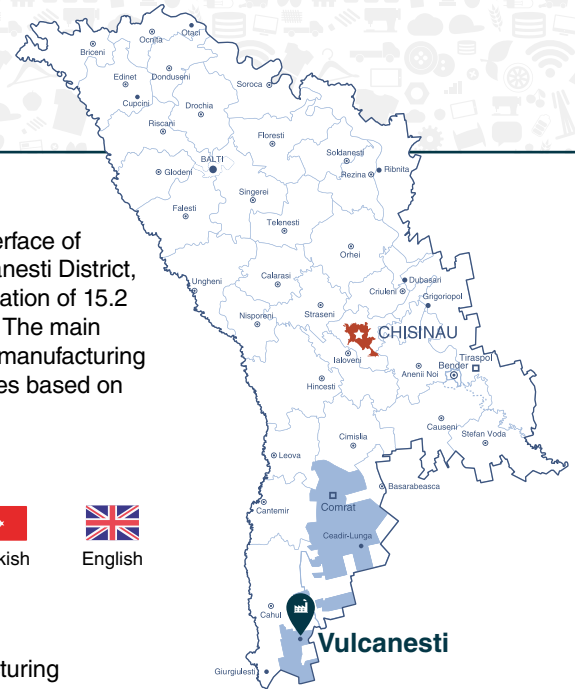 Otaci
Ocnita
Briceni
Edinet
Donduseni
Soroca
Cupcini
Drochia
Riscani
Floresti
Soldanesti
BALTI
Glodeni
Rezina
Ribnita
Singerei
Falesti
Telenesti
Orhei
Ungheni
Calarasi
Dubasari
Criuleni
Grigoriopol
Nisporeni
Straseni
CHISINAU
Ialoveni
Tiraspol
Anenii Noi
Bender
Hincesti
Causeni
Cimislia
Stefan Voda
Leova
Basarabeasca
Cantemir
Comrat
Ceadir-Lunga
Cahul
Vulcanesti
Giurgiulesti
erface of
anesti District,
ation of 15.2
The main
manufacturing
es based on
kish
English
turing